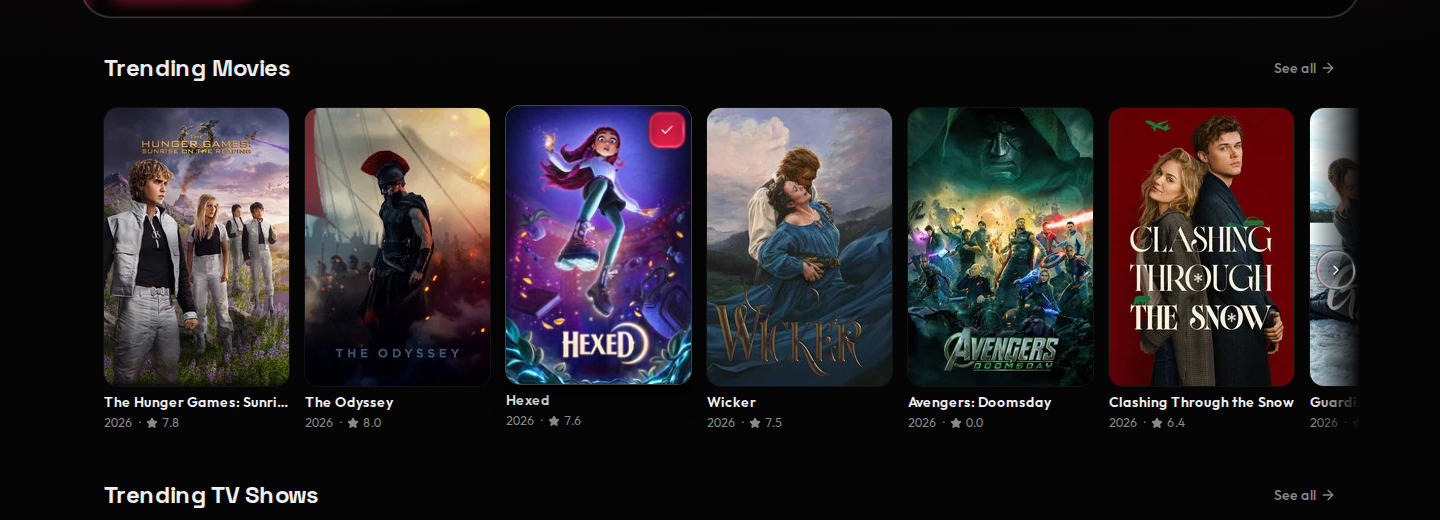 Trending Movies
See all →
THE
HUNGER GAMES
SUNRISE ON THE REAPING
THE ODYSSEY
HEXED
WICKER
AVENGERS
DOOMSDAY
CLASHING
THROUGH
THE SNOW
The Hunger Games: Sunri...
The Odyssey
Hexed
Wicker
Avengers: Doomsday
Clashing Through the Snow
Guardi
2026 · ★ 7.8
2026 · ★ 8.0
2026 · ★ 7.6
2026 · ★ 7.5
2026 · ★ 0.0
2026 · ★ 6.4
2026 ·
Trending TV Shows
See all →